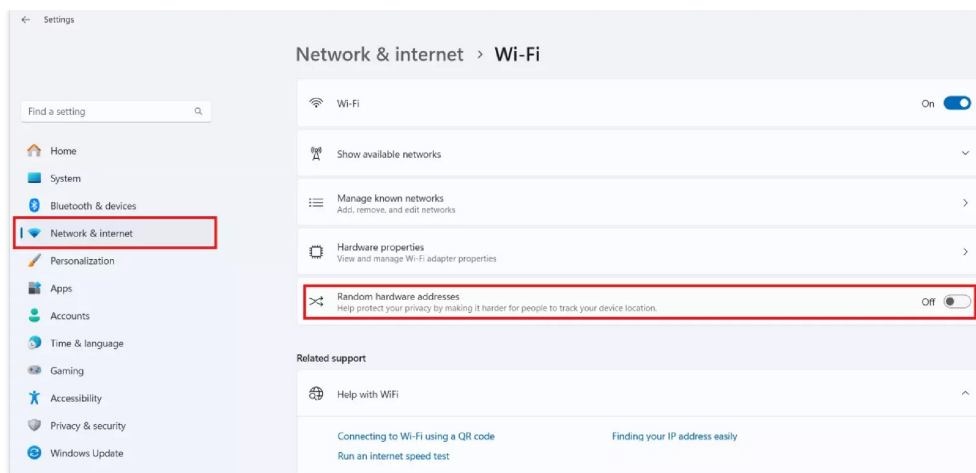 Settings
Network & internet > Wi-Fi
Find a setting
Home
System
Bluetooth & devices
Network & internet
Personalization
Apps
Accounts
Time & language
Gaming
Accessibility
Privacy & security
Windows Update
Wi-Fi
On
Show available networks
Manage known networks
Add, remove, and edit networks
Hardware properties
View and manage Wi-Fi adapter properties
Random hardware addresses
Help protect your privacy by making it harder for people to track your device location.
Off
Related support
Help with WiFi
Connecting to Wi-Fi using a QR code
Finding your IP address easily
Run an internet speed test